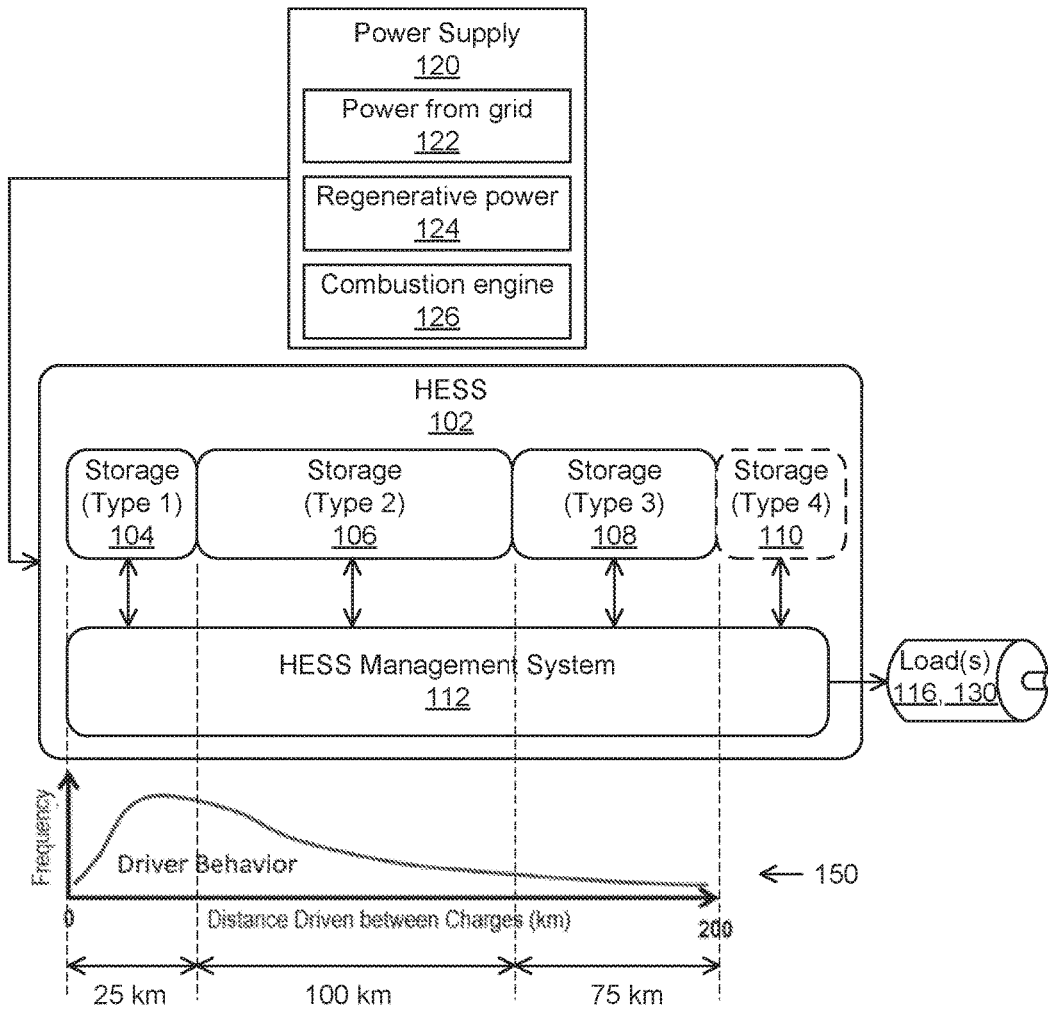 Power Supply
120
Power from grid
122
Regenerative power
124
Combustion engine
126
HESS
102
Storage
(Type 1)
104
Storage
(Type 2)
106
Storage
(Type 3)
108
Storage
(Type 4)
110
HESS Management System
112
Load(s)
116, 130
Frequency
Driver Behavior
150
0
Distance Driven between Charges (km)
200
25 km
100 km
75 km